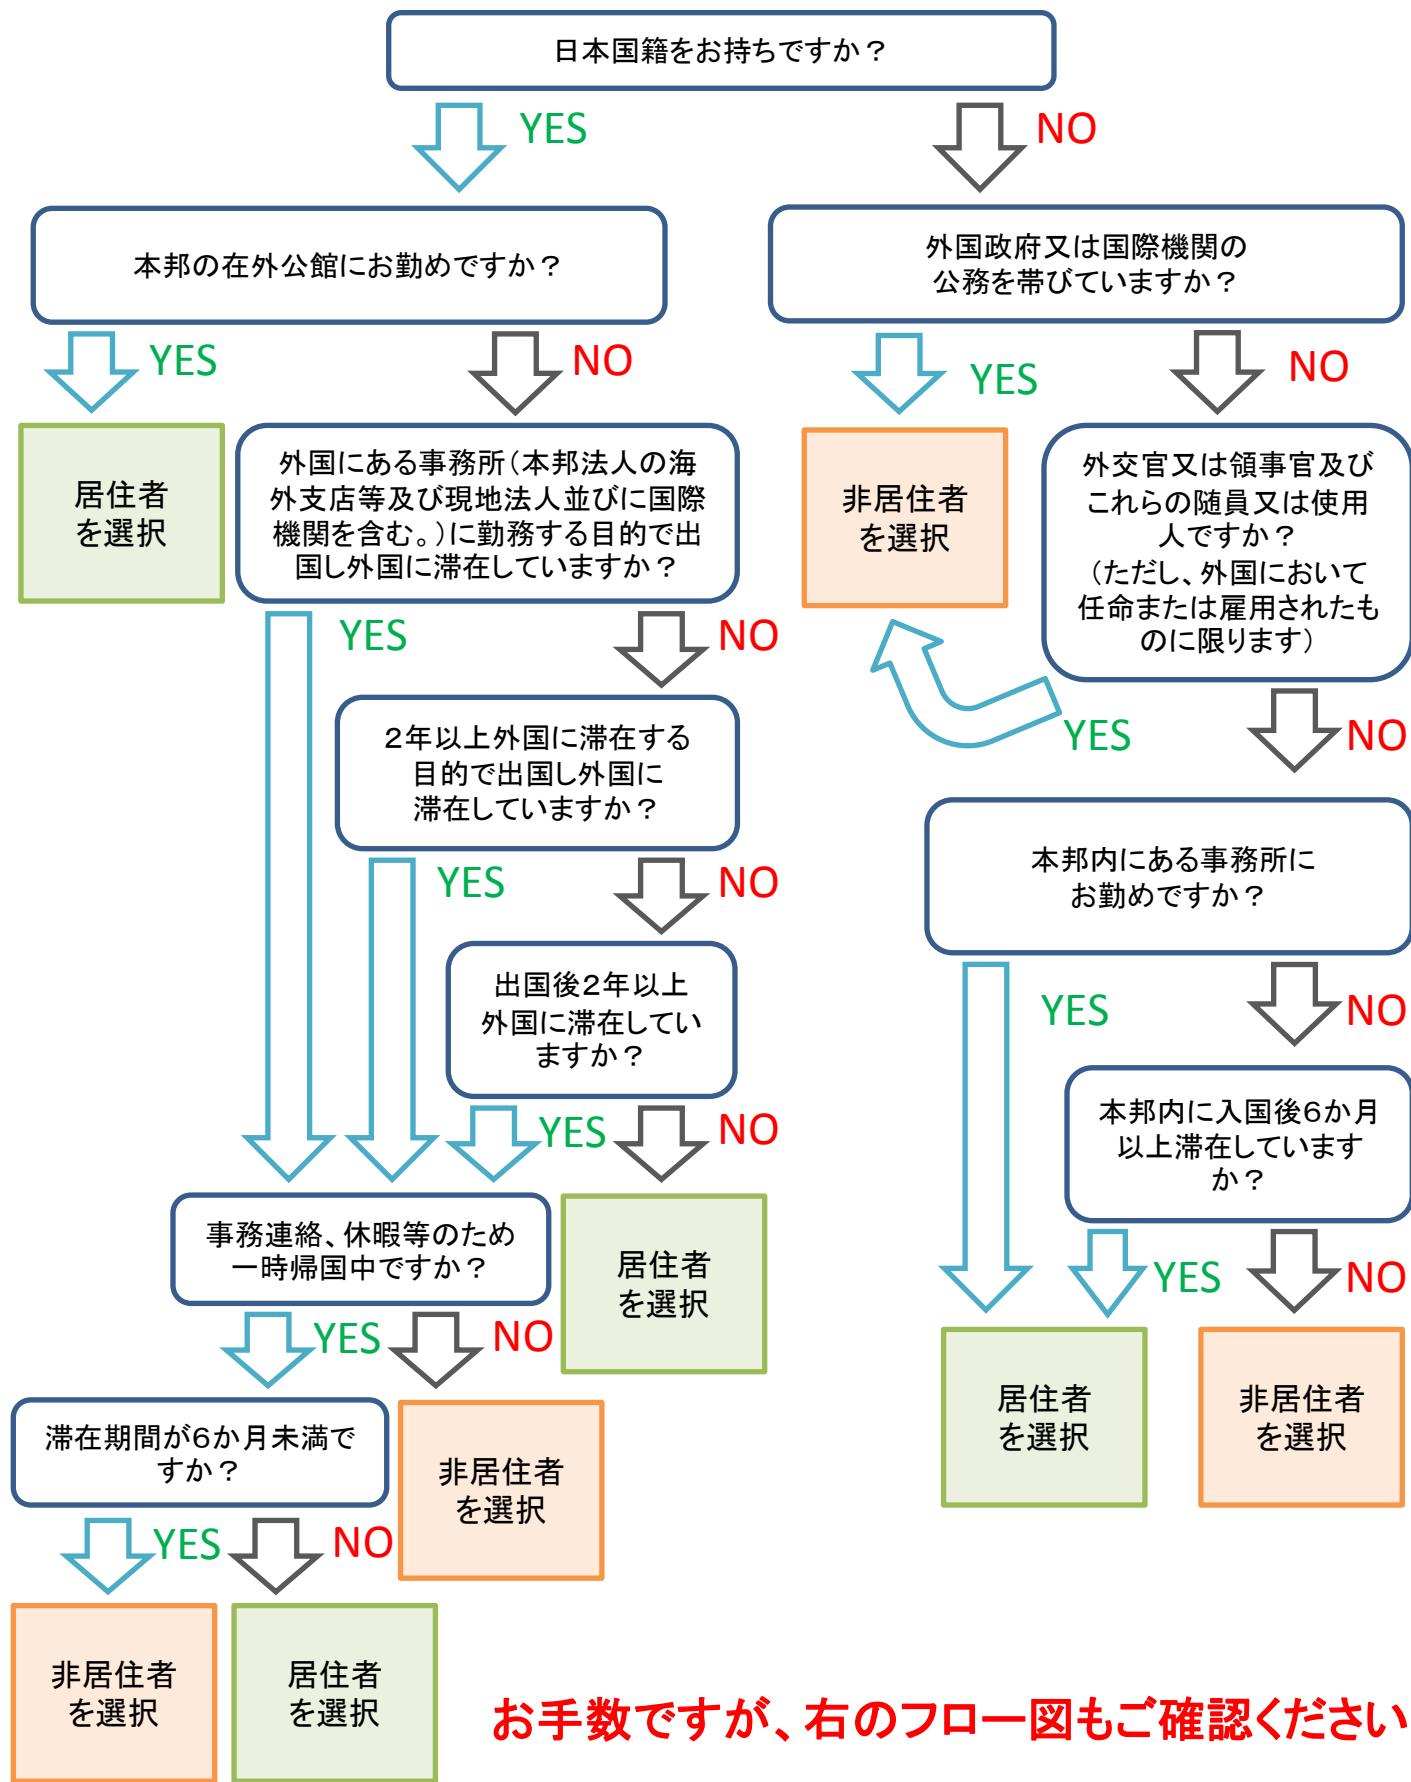 日本国籍をお持ちですか？
YES
NO
本邦の在外公館にお勤めですか？
外国政府又は国際機関の
公務を帯びていますか？
YES
NO
YES
NO
居住者
を選択
外国にある事務所（本邦法人の海
外支店等及び現地法人並びに国際
機関を含む。）に勤務する目的で出
国し外国に滞在していますか？
非居住者
を選択
外交官又は領事官及び
これらの随員又は使用
人ですか？
（ただし、外国において
任命または雇用されたも
のに限ります）
YES
NO
YES
NO
２年以上外国に滞在する
目的で出国し外国に
滞在していますか？
本邦内にある事務所に
お勤めですか？
YES
NO
出国後２年以上
外国に滞在してい
ますか？
YES
NO
本邦内に入国後６か月
以上滞在しています
か？
YES
NO
事務連絡、休暇等のため
一時帰国中ですか？
居住者
を選択
YES
NO
YES
NO
居住者
を選択
非居住者
を選択
滞在期間が６か月未満で
すか？
非居住者
を選択
YES
NO
非居住者
を選択
居住者
を選択
お手数ですが、右のフロー図もご確認ください